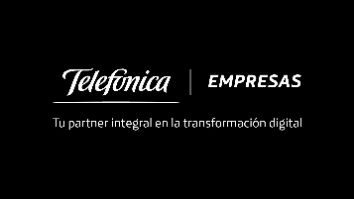 Telefónica | EMPRESAS
Tu partner integral en la transformación digital